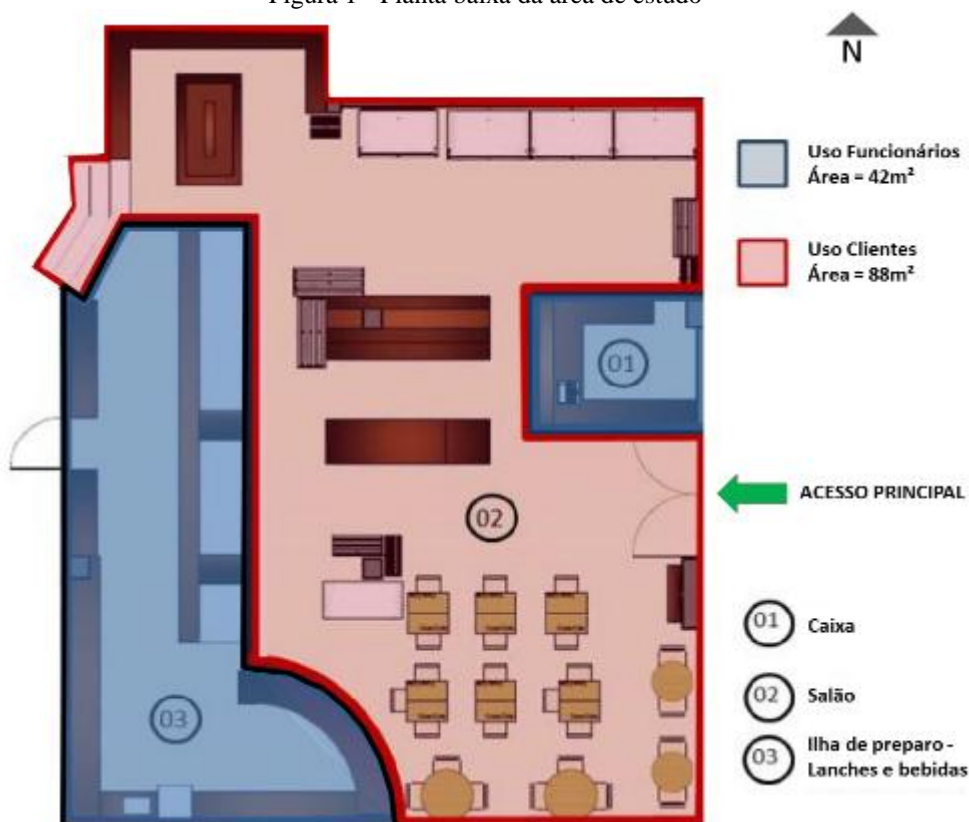 Figura 1 - Planta baixa da área de estudo
N
Uso Funcionários
Área = 42m²
Uso Clientes
Área = 88m²
01
ACESSO PRINCIPAL
02
01 Caixa
02 Salão
03
03 Ilha de preparo -
Lanches e bebidas